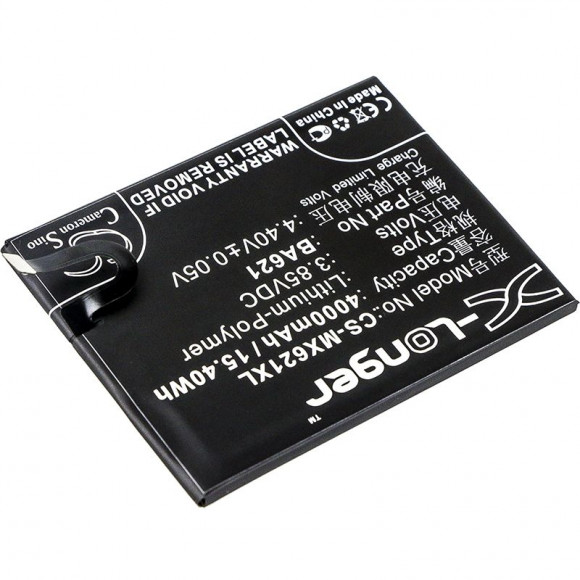 X-Longer™
型号Model No.:CS-MX621XL
容量Capacity 4000mAh / 15.40Wh
规格Type Lithium-Polymer
电压Volts 3.85VDC
编号Part No BA621
充电限制电压 4.40V±0.05V
Charge Limited Volts
WARRANTY VOID IF
LABEL IS REMOVED
CE
Made in
China
Cameron Sino